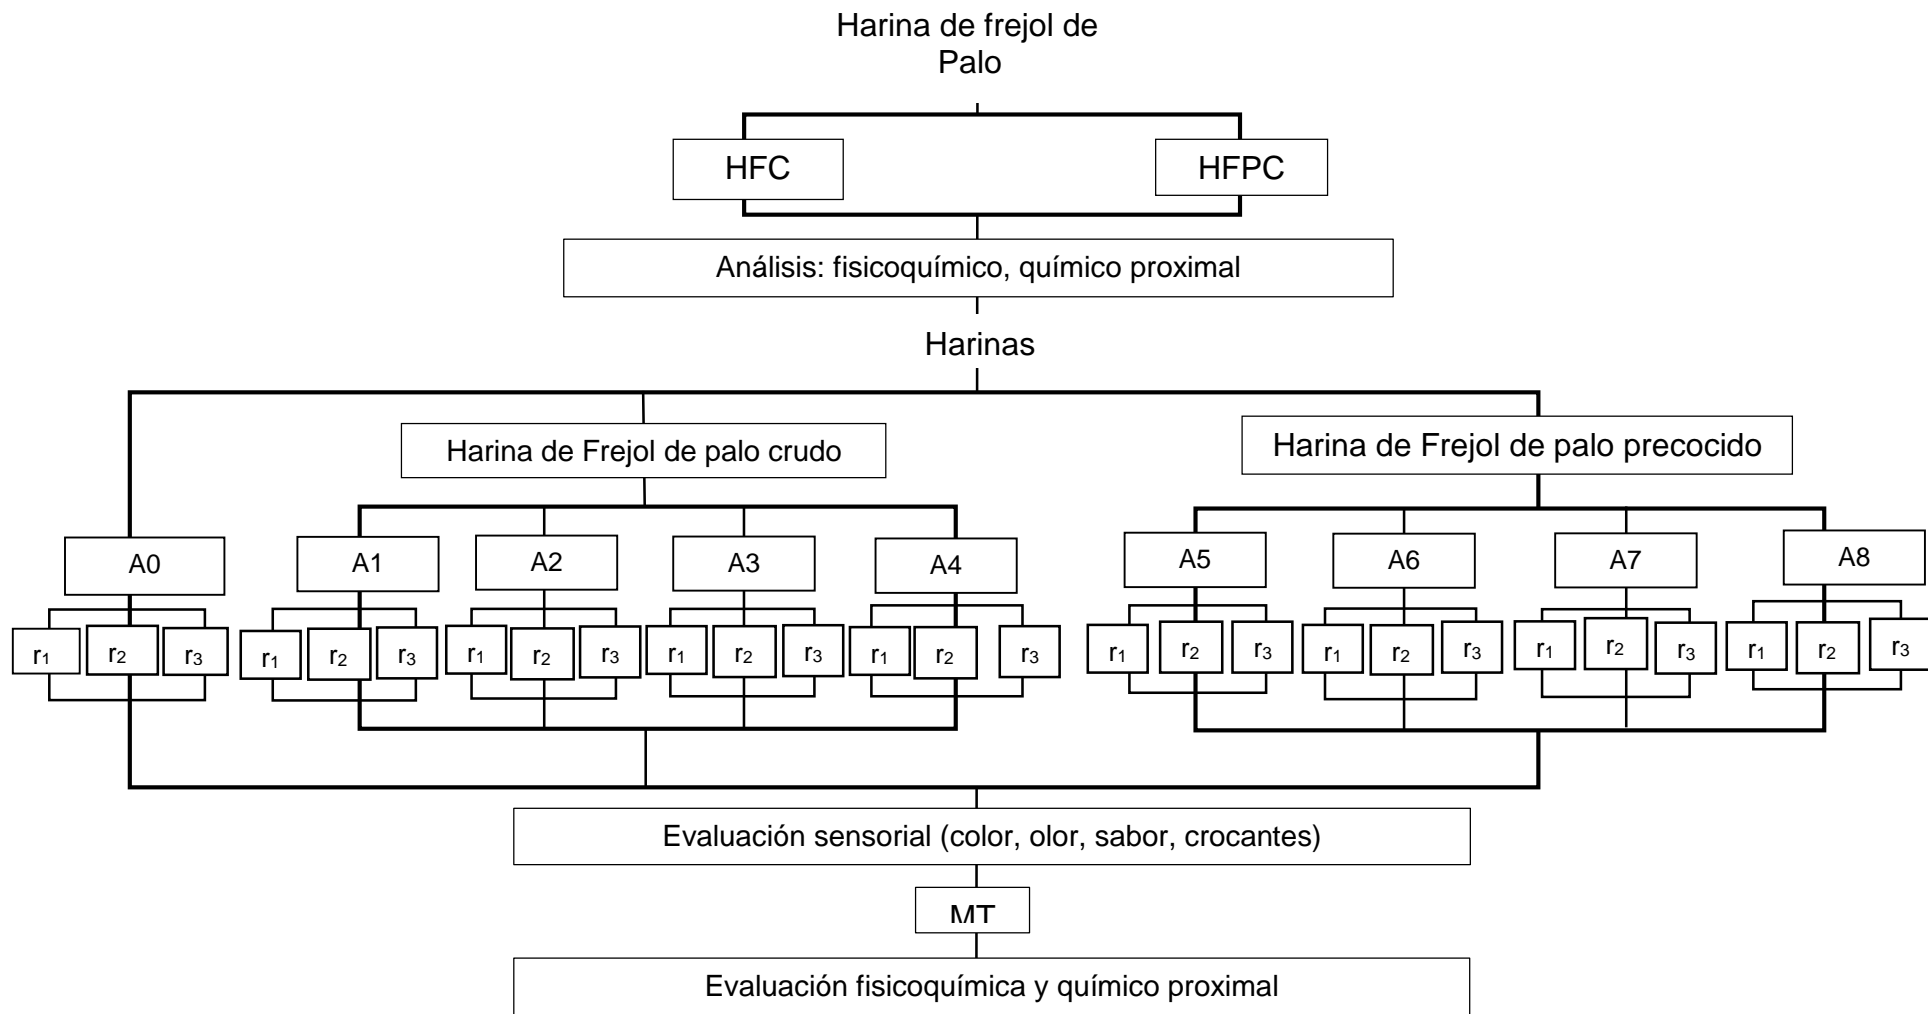 Harina de frejol de
Palo
HFC HFPC
Análisis: fisicoquímico, químico proximal
Harinas
Harina de Frejol de palo crudo Harina de Frejol de palo precocido
A0 A1 A2 A3 A4 A5 A6 A7 A8
r1 r2 r3 r1 r2 r3 r1 r2 r3 r1 r2 r3 r1 r2 r3 r1 r2 r3 r1 r2 r3 r1 r2 r3 r1 r2 r3
Evaluación sensorial (color, olor, sabor, crocantes)
MT
Evaluación fisicoquímica y químico proximal